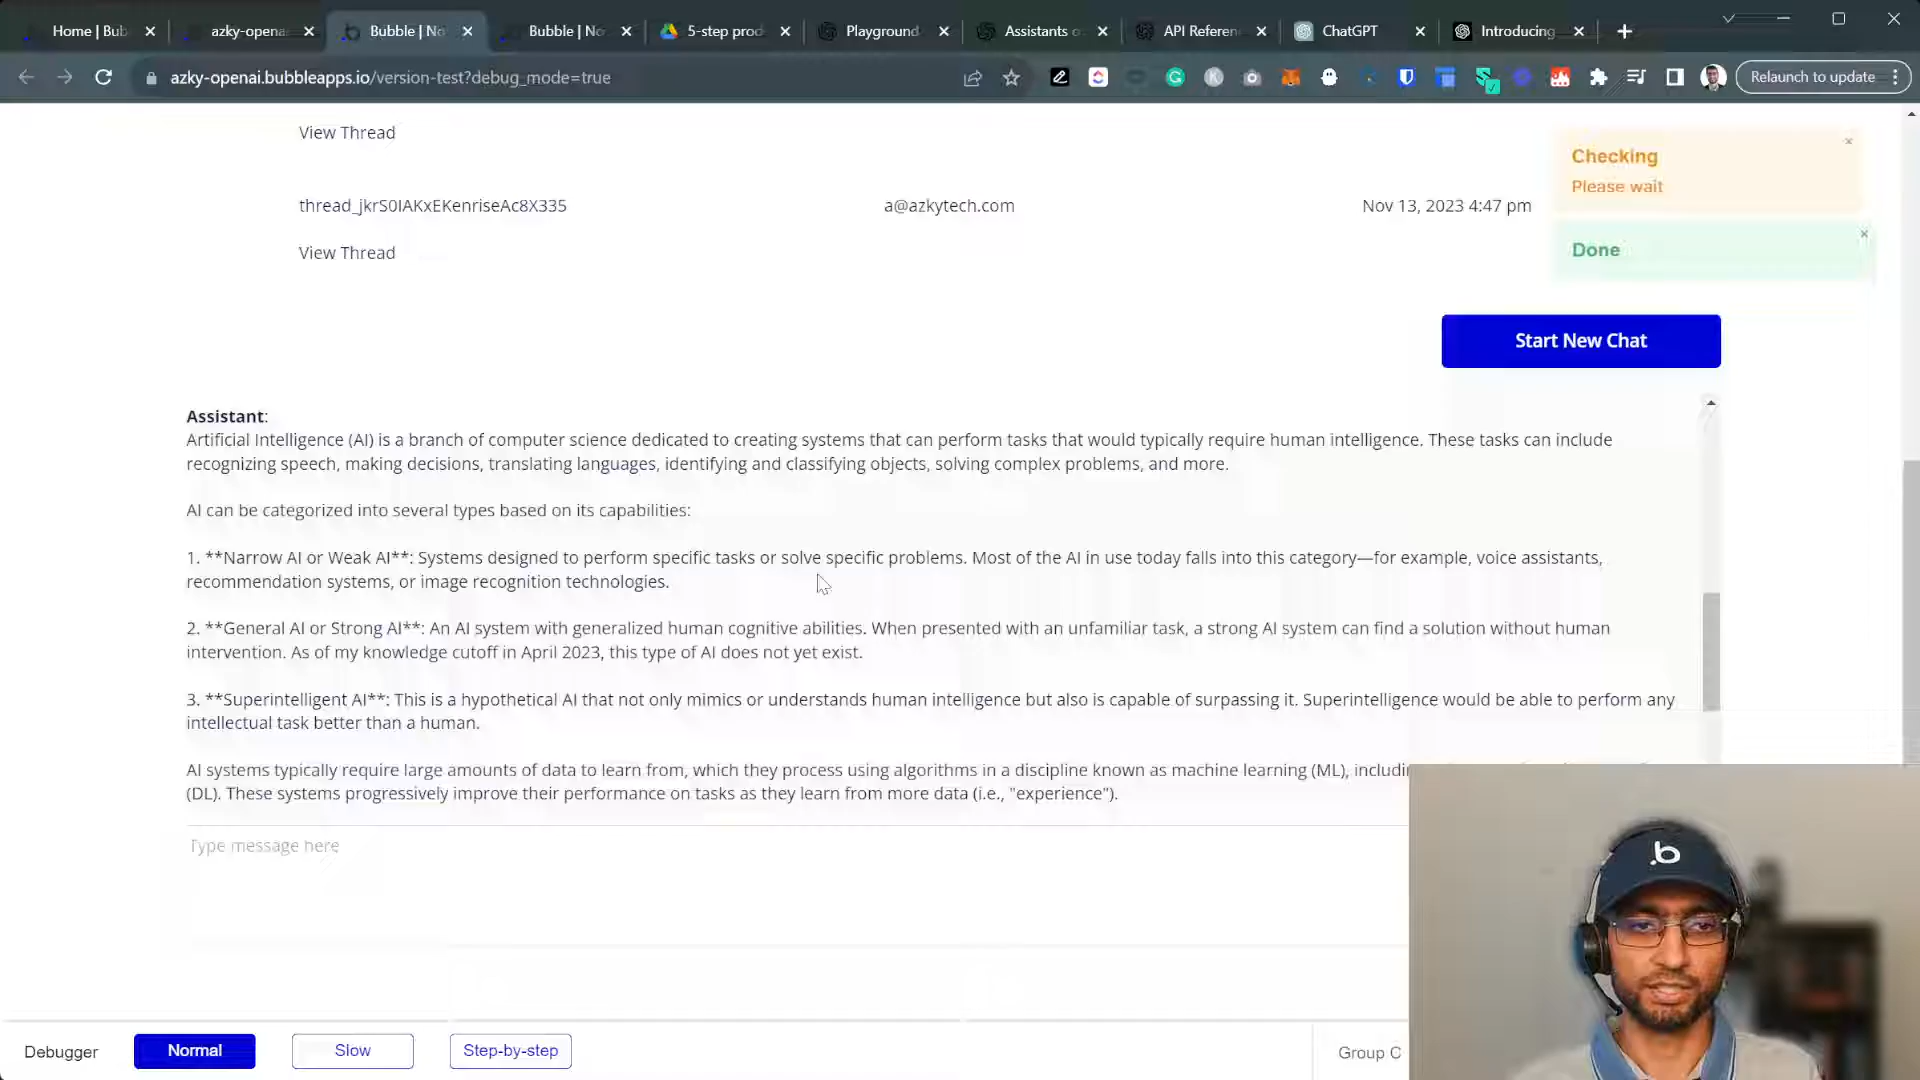 Home | Bub
azky-opena
Bubble | No
Bubble | No
5-step prod
Playground
Assistants o
API Referen
ChatGPT
Introducing
azky-openai.bubbleapps.io/version-test?debug_mode=true
Relaunch to update
View Thread
Checking
Please wait
thread_jkrS0IAKxEKenriseAc8X335
a@azkytech.com
Nov 13, 2023 4:47 pm
View Thread
Done
Start New Chat
Assistant:
Artificial Intelligence (AI) is a branch of computer science dedicated to creating systems that can perform tasks that would typically require human intelligence. These tasks can include
recognizing speech, making decisions, translating languages, identifying and classifying objects, solving complex problems, and more.
AI can be categorized into several types based on its capabilities:
1. **Narrow AI or Weak AI**: Systems designed to perform specific tasks or solve specific problems. Most of the AI in use today falls into this category—for example, voice assistants,
recommendation systems, or image recognition technologies.
2. **General AI or Strong AI**: An AI system with generalized human cognitive abilities. When presented with an unfamiliar task, a strong AI system can find a solution without human
intervention. As of my knowledge cutoff in April 2023, this type of AI does not yet exist.
3. **Superintelligent AI**: This is a hypothetical AI that not only mimics or understands human intelligence but also is capable of surpassing it. Superintelligence would be able to perform any
intellectual task better than a human.
AI systems typically require large amounts of data to learn from, which they process using algorithms in a discipline known as machine learning (ML), includin
(DL). These systems progressively improve their performance on tasks as they learn from more data (i.e., "experience").
Type message here
.b
Debugger
Normal
Slow
Step-by-step
Group C